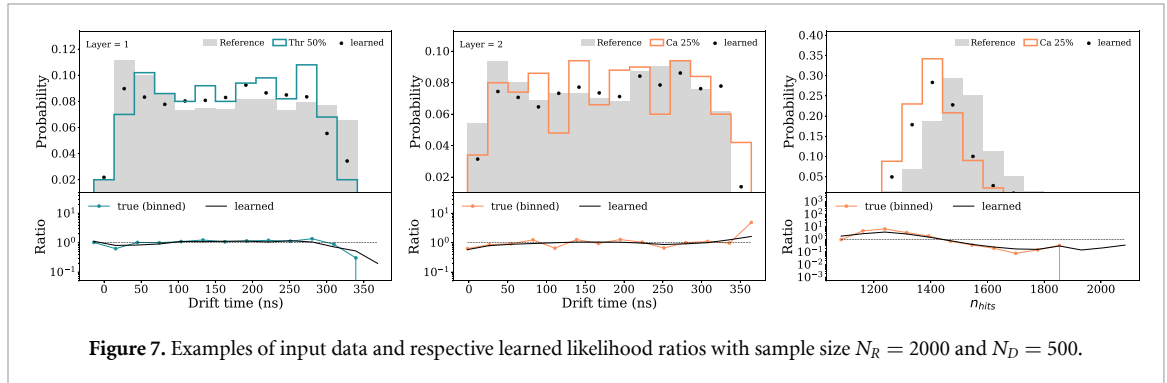 Layer = 1 Reference Thr 50% learned
Probability
0.12
0.10
0.08
0.06
0.04
0.02
true (binned) learned
Ratio
10¹
10⁰
10⁻¹
0 50 100 150 200 250 300 350
Drift time (ns)
Layer = 2 Reference Ca 25% learned
Probability
0.10
0.08
0.06
0.04
0.02
true (binned) learned
Ratio
10¹
10⁰
10⁻¹
0 50 100 150 200 250 300 350
Drift time (ns)
Reference Ca 25% learned
Probability
0.40
0.35
0.30
0.25
0.20
0.15
0.10
0.05
true (binned) learned
Ratio
10³
10²
10¹
10⁰
10⁻¹
10⁻²
10⁻³
1200 1400 1600 1800 2000
n_hits
Figure 7. Examples of input data and respective learned likelihood ratios with sample size N_R = 2000 and N_D = 500.